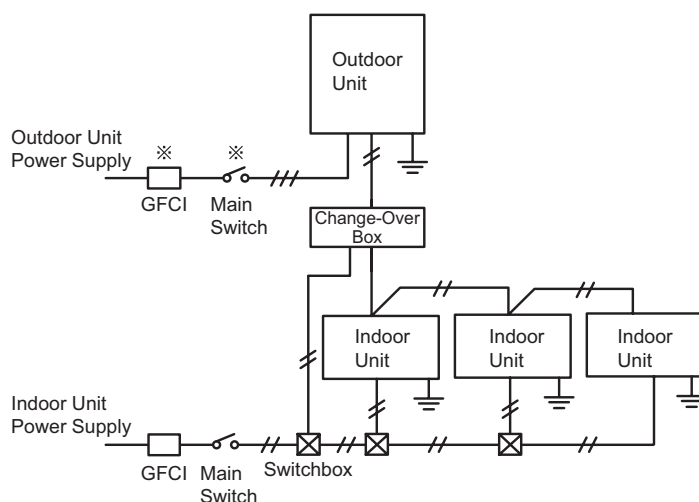 Outdoor
Unit
Outdoor Unit
Power Supply
※
※
GFCI
Main
Switch
Change-Over
Box
Indoor
Unit
Indoor
Unit
Indoor
Unit
Indoor Unit
Power Supply
GFCI
Main
Switch
Switchbox